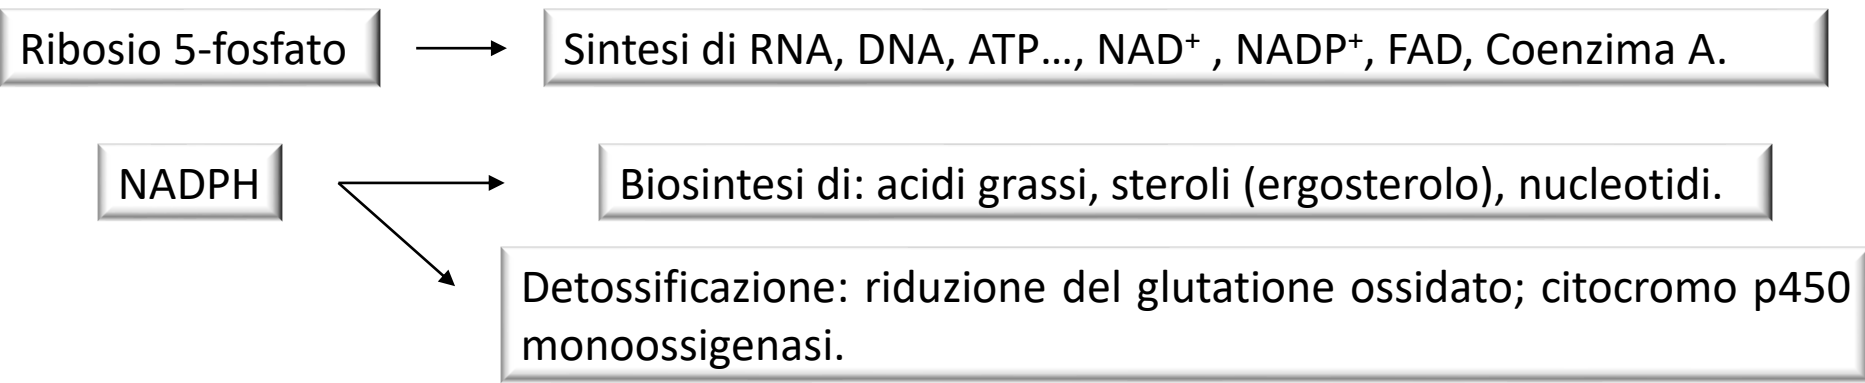 Ribosio 5-fosfato
Sintesi di RNA, DNA, ATP…, NAD⁺ , NADP⁺, FAD, Coenzima A.
NADPH
Biosintesi di: acidi grassi, steroli (ergosterolo), nucleotidi.
Detossificazione: riduzione del glutatione ossidato; citocromo p450
monoossigenasi.